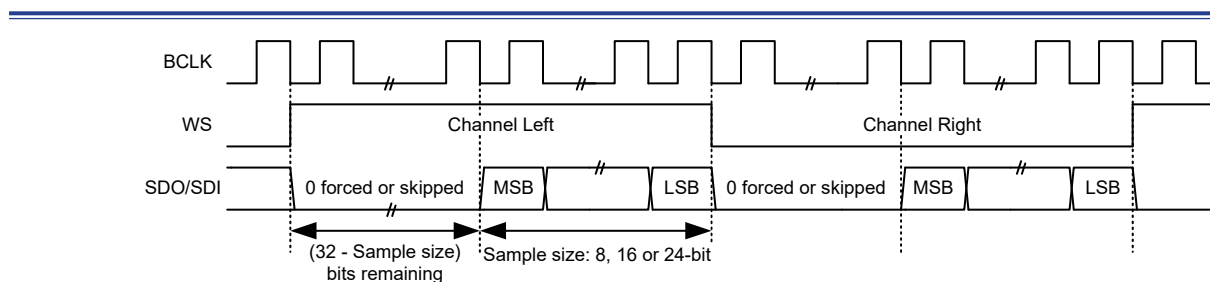 BCLK
WS
Channel Left
Channel Right
SDO/SDI
0 forced or skipped
MSB
LSB
0 forced or skipped
MSB
LSB
(32 - Sample size)
bits remaining
Sample size: 8, 16 or 24-bit